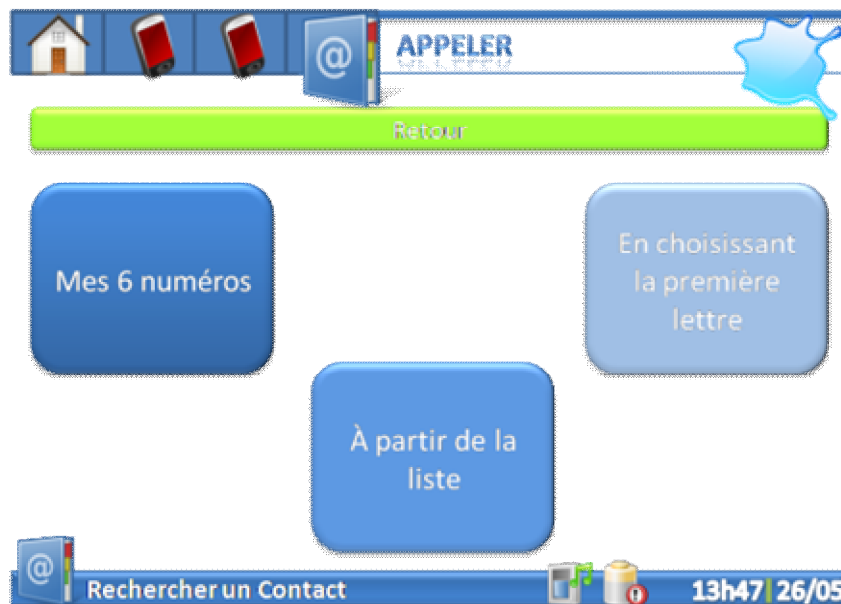 @ APPELER
Retour
Mes 6 numéros
En choisissant
la première
lettre
À partir de la
liste
@ Rechercher un Contact 13h47|26/05